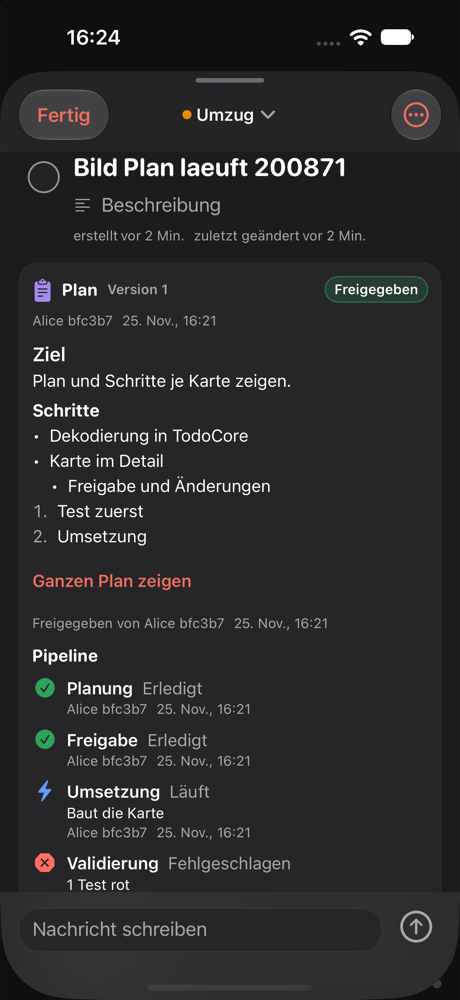 16:24
Fertig
Umzug
Bild Plan laeuft 200871
Beschreibung
erstellt vor 2 Min. zuletzt geändert vor 2 Min.
Plan Version 1 Freigegeben
Alice bfc3b7 25. Nov., 16:21
Ziel
Plan und Schritte je Karte zeigen.
Schritte
• Dekodierung in TodoCore
• Karte im Detail
• Freigabe und Änderungen
1. Test zuerst
2. Umsetzung
Ganzen Plan zeigen
Freigegeben von Alice bfc3b7 25. Nov., 16:21
Pipeline
Planung Erledigt
Alice bfc3b7 25. Nov., 16:21
Freigabe Erledigt
Alice bfc3b7 25. Nov., 16:21
Umsetzung Läuft
Baut die Karte
Alice bfc3b7 25. Nov., 16:21
Validierung Fehlgeschlagen
1 Test rot
Nachricht schreiben